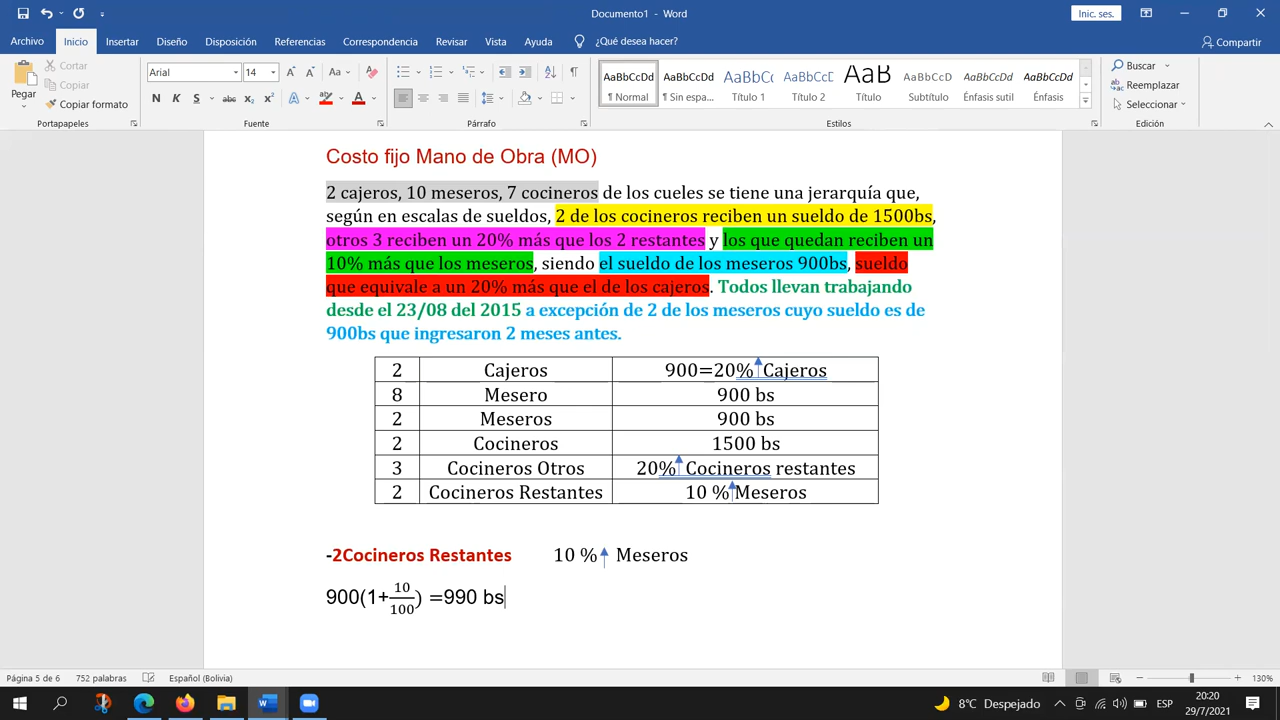 Documento1 - Word
Inic. ses.
Archivo Inicio Insertar Diseño Disposición Referencias Correspondencia Revisar Vista Ayuda ¿Qué desea hacer? Compartir
Pegar
Cortar
Copiar
Copiar formato
Portapapeles
Arial 14
Aa
N K S abc x₂ x² A A
Fuente
Párrafo
AaBbCcDd AaBbCcDd AaBbCc AaBbCcD AaB AaBbCcD AaBbCcDd AaBbCcDd
¶ Normal ¶ Sin espa... Título 1 Título 2 Título Subtítulo Énfasis sutil Énfasis
Estilos
Buscar
Reemplazar
Seleccionar
Edición
Costo fijo Mano de Obra (MO)
2 cajeros, 10 meseros, 7 cocineros de los cueles se tiene una jerarquía que,
según en escalas de sueldos, 2 de los cocineros reciben un sueldo de 1500bs,
otros 3 reciben un 20% más que los 2 restantes y los que quedan reciben un
10% más que los meseros, siendo el sueldo de los meseros 900bs, sueldo
que equivale a un 20% más que el de los cajeros. Todos llevan trabajando
desde el 23/08 del 2015 a excepción de 2 de los meseros cuyo sueldo es de
900bs que ingresaron 2 meses antes.
2 Cajeros 900=20%↑Cajeros
8 Mesero 900 bs
2 Meseros 900 bs
2 Cocineros 1500 bs
3 Cocineros Otros 20%↑ Cocineros restantes
2 Cocineros Restantes 10 %↑Meseros
-2Cocineros Restantes 10 %↑ Meseros
900(1+10/100) =990 bs
Página 5 de 6 752 palabras Español (Bolivia) 130%
8°C Despejado ESP 20:20
29/7/2021